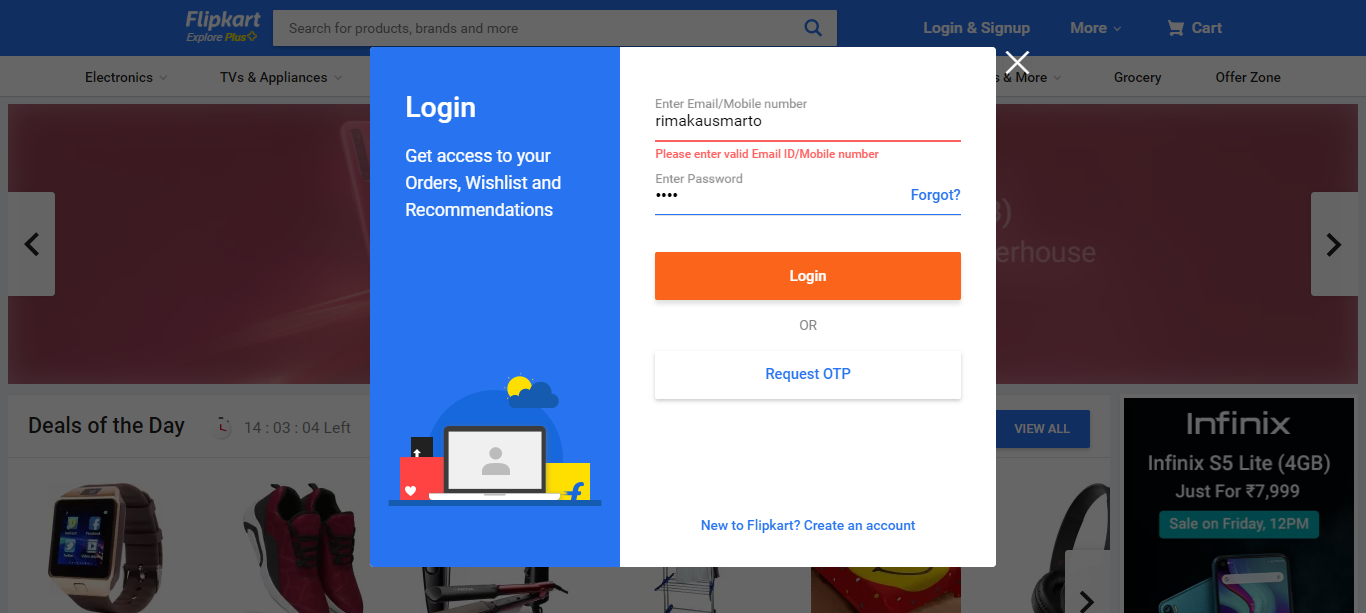 Flipkart
Explore Plus
Search for products, brands and more
Login & Signup
More
Cart
Electronics
TVs & Appliances
s & More
Grocery
Offer Zone
Login
Get access to your
Orders, Wishlist and
Recommendations
Enter Email/Mobile number
rimakausmarto
Please enter valid Email ID/Mobile number
Enter Password
••••
Forgot?
Login
OR
Request OTP
New to Flipkart? Create an account
erhouse
Deals of the Day
14 : 03 : 04 Left
VIEW ALL
Infinix
Infinix S5 Lite (4GB)
Just For ₹7,999
Sale on Friday, 12PM